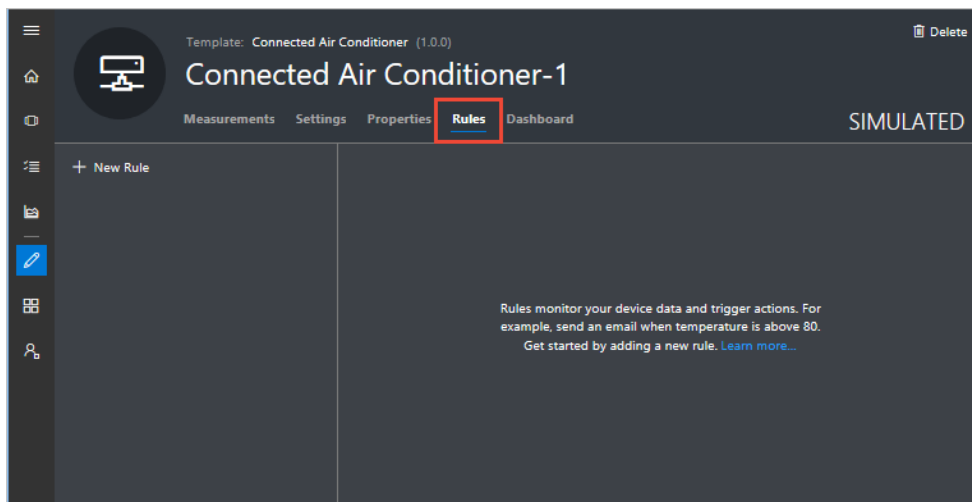 Delete
Template: Connected Air Conditioner (1.0.0)
Connected Air Conditioner-1
Measurements Settings Properties Rules Dashboard
SIMULATED
+ New Rule
Rules monitor your device data and trigger actions. For
example, send an email when temperature is above 80.
Get started by adding a new rule. Learn more...